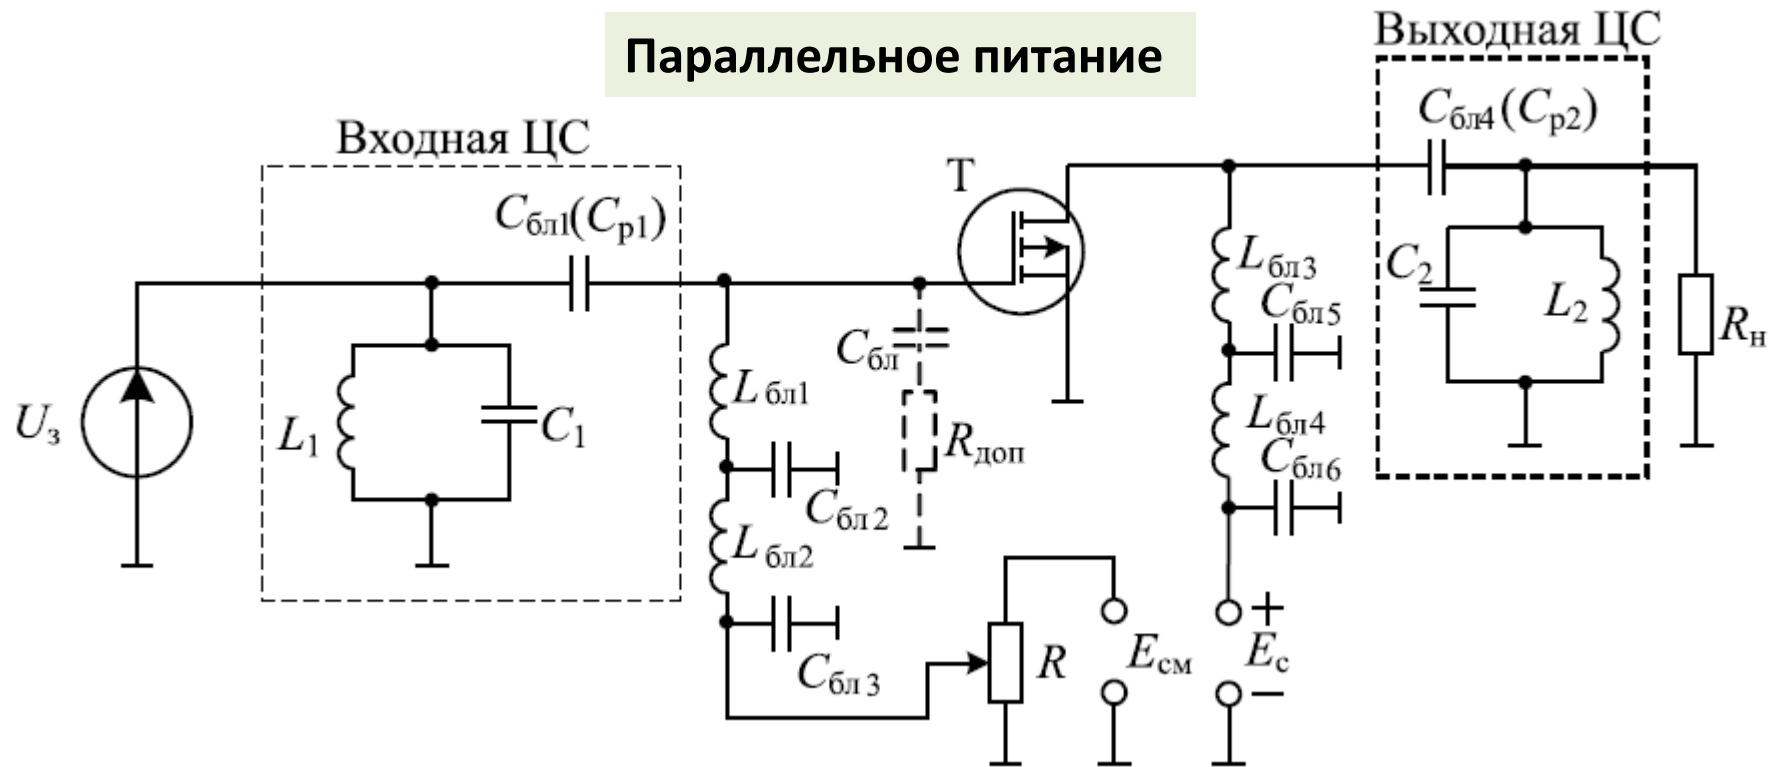 Параллельное питание
Выходная ЦС
Cбл4(Cр2)
Входная ЦС
Т
Cбл1(Cр1)
Lбл3
C2
Cбл5
L2
Rн
Cбл
Lбл1
Uз
L1
C1
Rдоп
Lбл4
Cбл6
Cбл2
Lбл2
+
R
Eсм
Eс
Cбл3
−